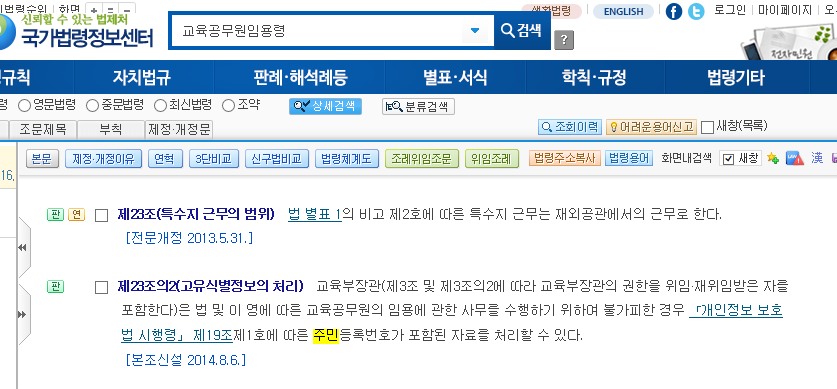 신법령순위 화면
생활법령 ENGLISH 로그인 마이페이지
신뢰할 수 있는 법제처
국가법령정보센터
교육공무원임용령 검색 ?
전자민원
규칙 자치법규 판례·해석례등 별표·서식 학칙·규정 법령기타
령 영문법령 중문법령 최신법령 조약 상세검색 분류검색
조문제목 부칙 제정·개정문 조회이력 어려운용어신고 새창(목록)
본문 제정·개정이유 연혁 3단비교 신구법비교 법령체계도 조례위임조문 위임조례 법령주소복사 법령용어 화면내검색 새창 漢
16,
판 연 제23조(특수지 근무의 범위) 법 별표 1의 비고 제2호에 따른 특수지 근무는 재외공관에서의 근무로 한다.
[전문개정 2013.5.31.]
판 제23조의2(고유식별정보의 처리) 교육부장관(제3조 및 제3조의2에 따라 교육부장관의 권한을 위임·재위임받은 자를
포함한다)은 법 및 이 영에 따른 교육공무원의 임용에 관한 사무를 수행하기 위하여 불가피한 경우 「개인정보 보호
법 시행령」 제19조제1호에 따른 주민등록번호가 포함된 자료를 처리할 수 있다.
[본조신설 2014.8.6.]